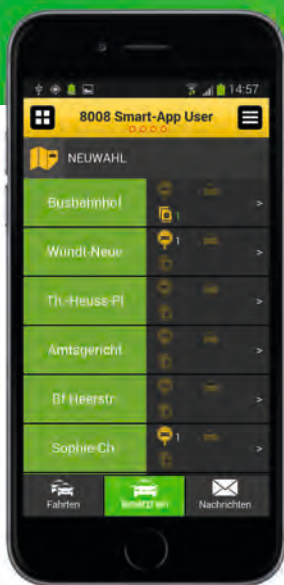 14:57
8008 Smart-App User
NEUWAHL
Busbahnhof
1
>
Wundt-Neue
1
>
Th.-Heuss-Pl
>
Amtsgericht
>
Bf Heerstr.
>
Sophie-Ch
1
>
Fahrten
Nachrichten